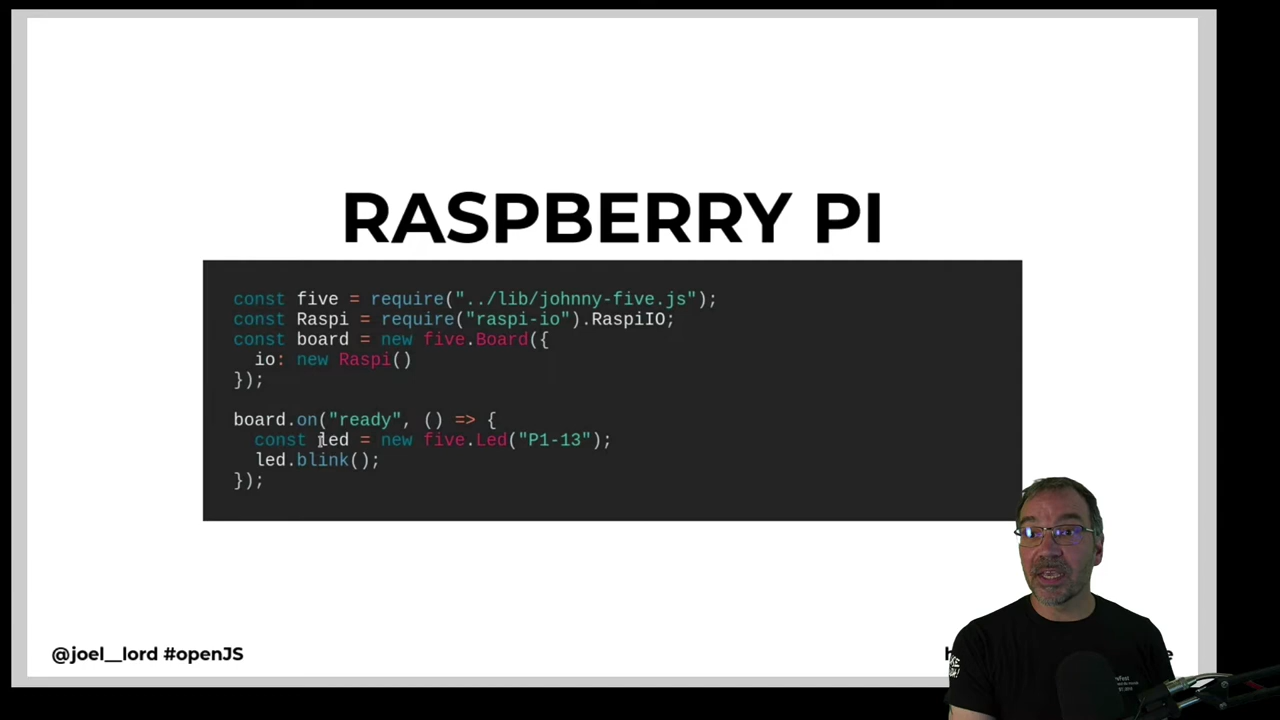 RASPBERRY PI
const five = require("../lib/johnny-five.js");
const Raspi = require("raspi-io").RaspiIO;
const board = new five.Board({
  io: new Raspi()
});
board.on("ready", () => {
  const led = new five.Led("P1-13");
  led.blink();
});
@joel__lord #openJS